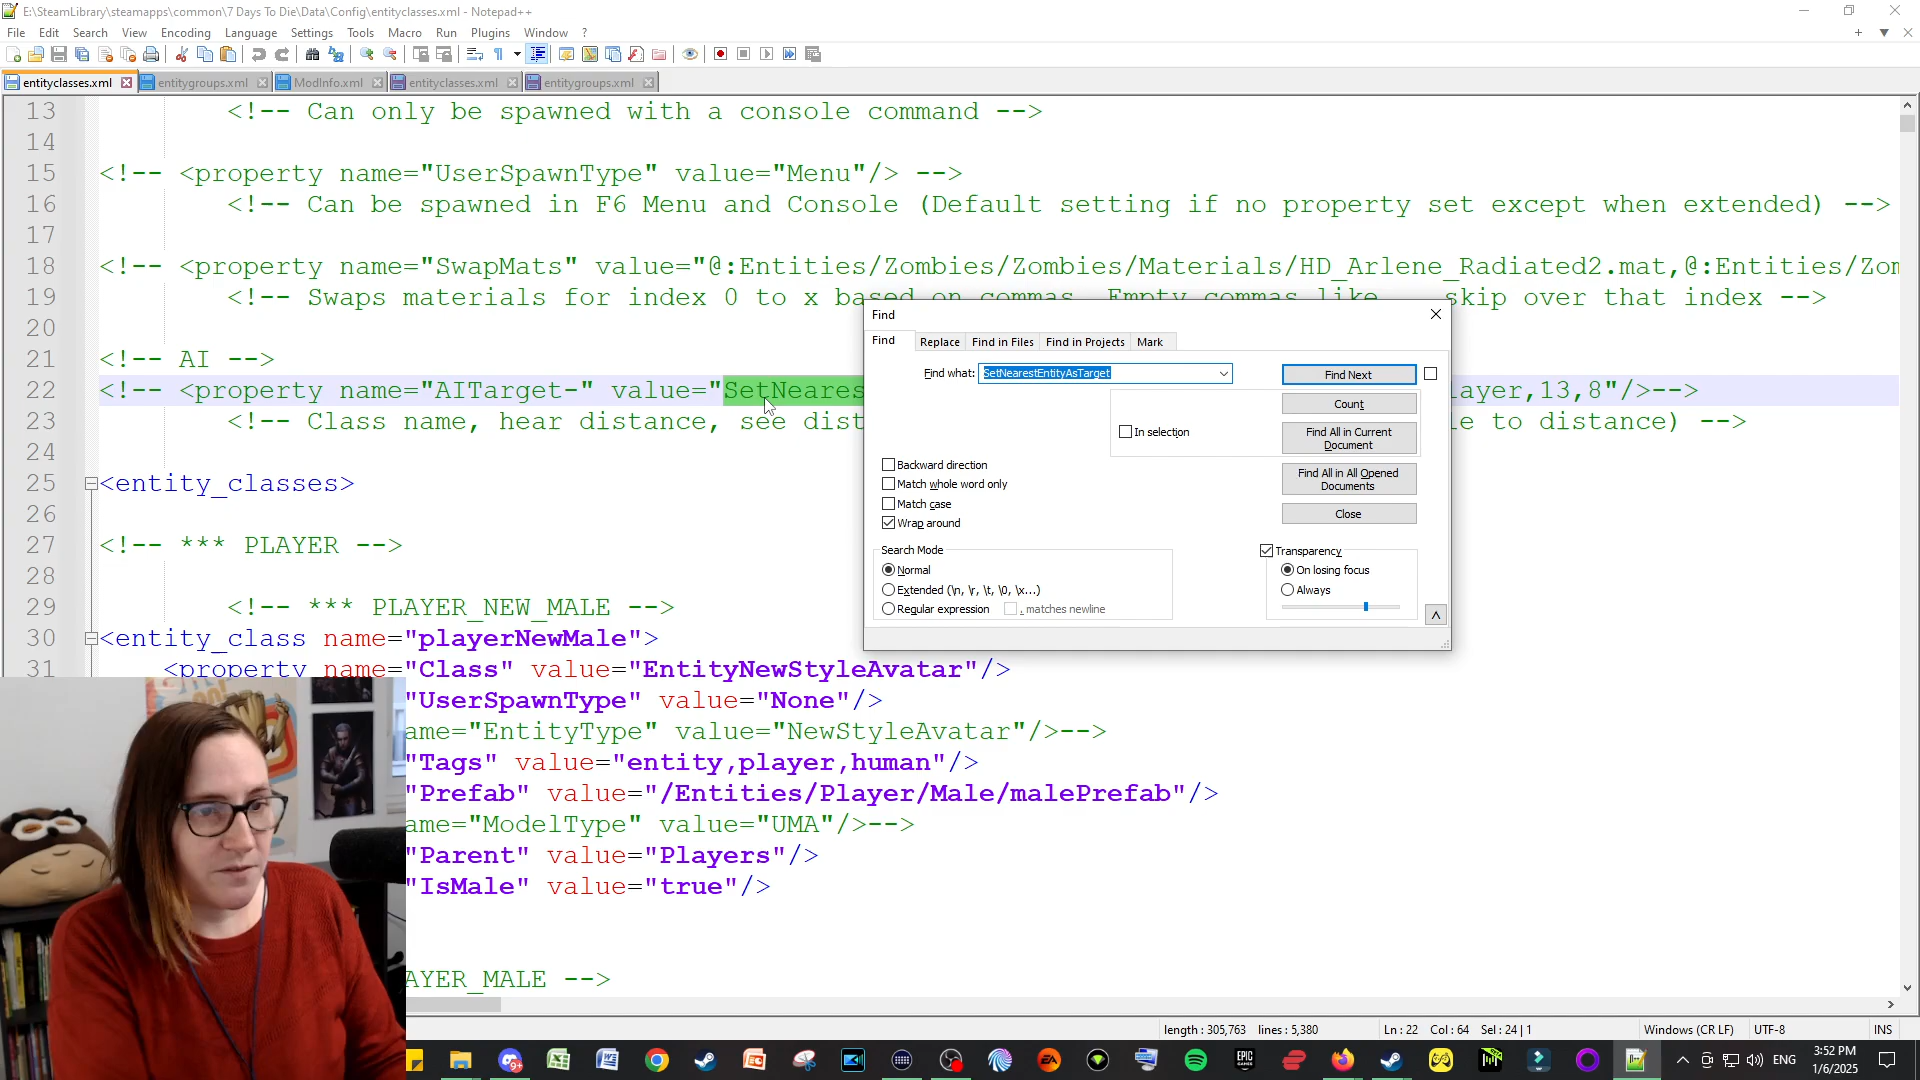 E:\SteamLibrary\steamapps\common\7 Days To Die\Data\Config\entityclasses.xml - Notepad++
File Edit Search View Encoding Language Settings Tools Macro Run Plugins Window ?
entityclasses.xml entitygroups.xml ModInfo.xml entityclasses.xml entitygroups.xml
13 <!-- Can only be spawned with a console command -->
14
15 <!-- <property name="UserSpawnType" value="Menu"/> -->
16 <!-- Can be spawned in F6 Menu and Console (Default setting if no property set except when extended) -->
17
18 <!-- <property name="SwapMats" value="@:Entities/Zombies/Zombies/Materials/HD_Arlene_Radiated2.mat,@:Entities/Zom
19 <!-- Swaps materials for index 0 to x based on commas. Empty commas like skip over that index -->
20
21 <!-- AI -->
22 <!-- <property name="AITarget-" value="SetNeares layer,13,8"/>-->
23 <!-- Class name, hear distance, see dist e to distance) -->
24
25 <entity_classes>
26
27 <!-- *** PLAYER -->
28
29 <!-- *** PLAYER_NEW_MALE -->
30 <entity_class name="playerNewMale">
31 <property name="Class" value="EntityNewStyleAvatar"/>
"UserSpawnType" value="None"/>
ame="EntityType" value="NewStyleAvatar"/>-->
"Tags" value="entity,player,human"/>
"Prefab" value="/Entities/Player/Male/malePrefab"/>
ame="ModelType" value="UMA"/>-->
"Parent" value="Players"/>
"IsMale" value="true"/>
AYER_MALE -->
Find
Find Replace Find in Files Find in Projects Mark
Find what: SetNearestEntityAsTarget Find Next
Count
In selection Find All in Current Document
Backward direction
Find All in All Opened Documents
Match whole word only
Match case
Close
Wrap around
Search Mode
Transparency
Normal
On losing focus
Extended (\n, \r, \t, \0, \x...)
Always
Regular expression . matches newline
length : 305,763 lines : 5,380 Ln : 22 Col : 64 Sel : 24 | 1 Windows (CR LF) UTF-8 INS
ENG
3:52 PM
1/6/2025